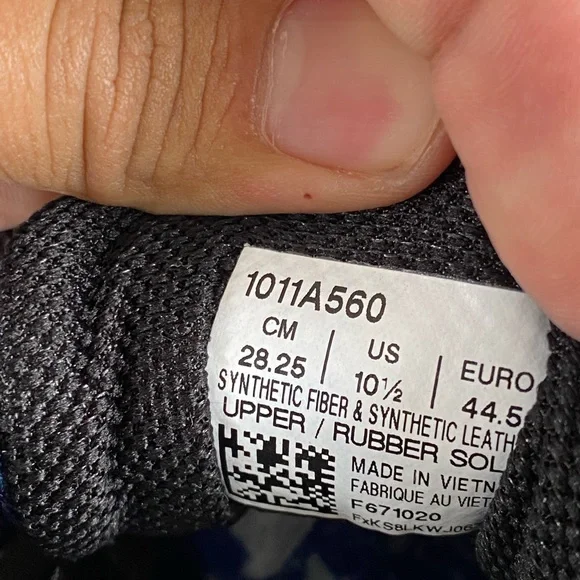 1011A560
CM
28.25
US
10½
EURO
44.5
SYNTHETIC FIBER & SYNTHETIC LEATH
UPPER / RUBBER SOL
MADE IN VIETN
FABRIQUE AU VIET
F671020